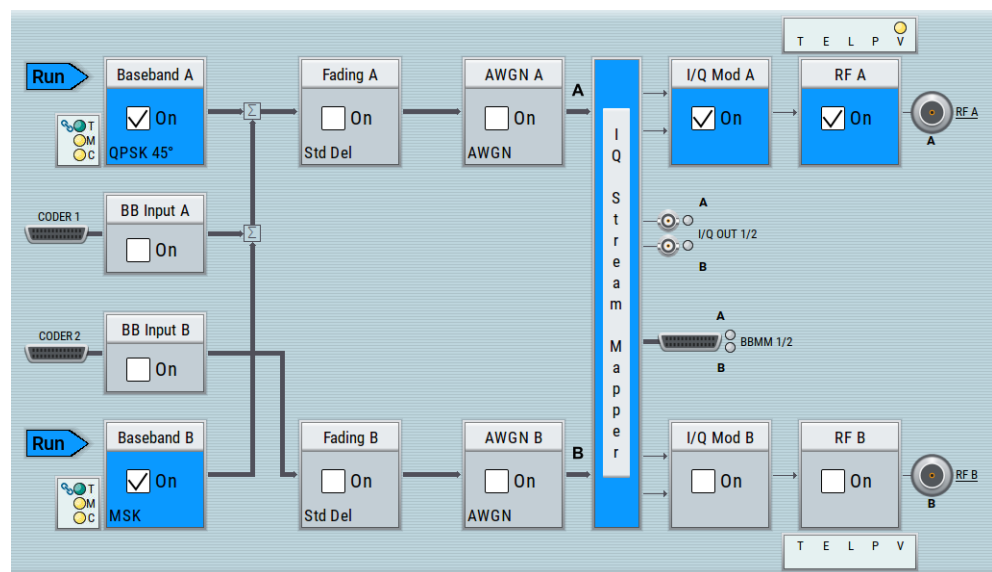 T E L P V
Run
Baseband A
On
QPSK 45°
T
M
C
Fading A
On
Std Del
AWGN A
On
AWGN
A
I/Q Mod A
On
RF A
On
RF A
A
Σ
CODER 1
BB Input A
On
Σ
I Q S t r e a m M a p p e r
A
I/Q OUT 1/2
B
CODER 2
BB Input B
On
A
BBMM 1/2
B
Run
Baseband B
On
MSK
T
M
C
Fading B
On
Std Del
AWGN B
On
AWGN
B
I/Q Mod B
On
RF B
On
RF B
B
T E L P V